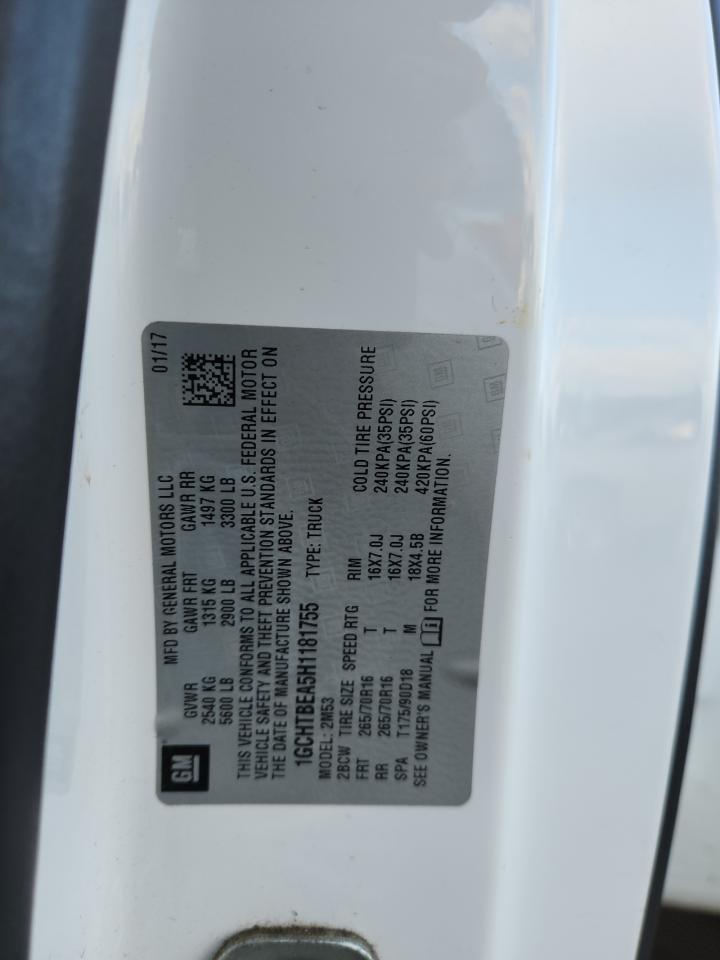 GM
MFD BY GENERAL MOTORS LLC 01/17
GVWR GAWR FRT GAWR RR
2540 KG 1315 KG 1497 KG
5600 LB 2900 LB 3300 LB
THIS VEHICLE CONFORMS TO ALL APPLICABLE U.S. FEDERAL MOTOR
VEHICLE SAFETY AND THEFT PREVENTION STANDARDS IN EFFECT ON
THE DATE OF MANUFACTURE SHOWN ABOVE.
1GCHTBEA5H1181755 TYPE: TRUCK
MODEL: 2M53
2BCW TIRE SIZE SPEED RTG RIM COLD TIRE PRESSURE
FRT 265/70R16 T 16X7.0J 240KPA(35PSI)
RR 265/70R16 T 16X7.0J 240KPA(35PSI)
SPA T175/90D18 M 18X4.5B 420KPA(60PSI)
SEE OWNER'S MANUAL FOR MORE INFORMATION.